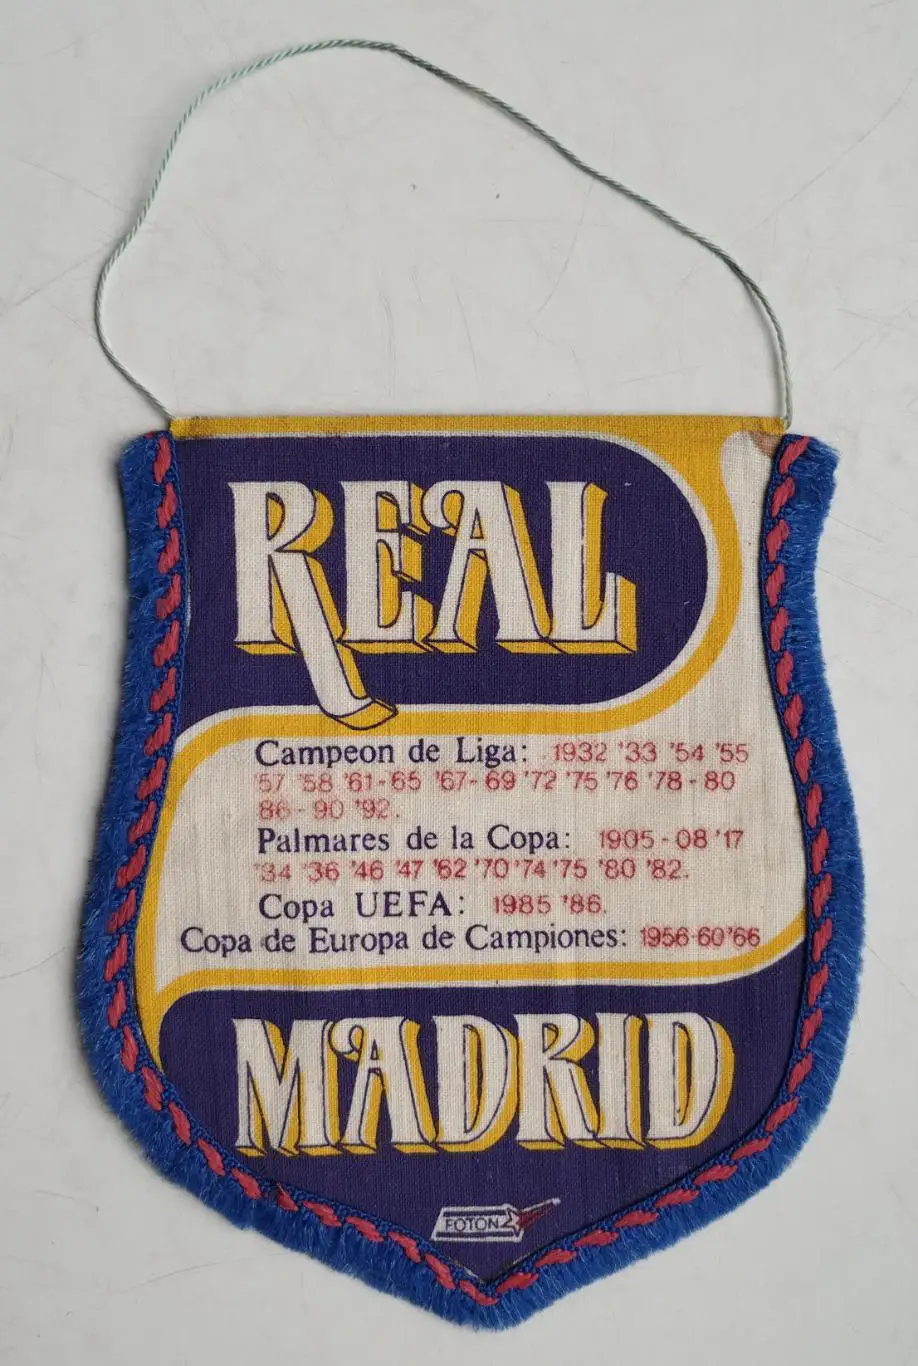 REAL
Campeon de Liga: 1932 '33 '54 '55
'57 '58 '61-65 '67-69 '72 '75 '76 '78-80
86-90 '92.
Palmares de la Copa: 1905-08 '17
'34 '36 '46 '47 '62 '70 '74 '75 '80 '82.
Copa UEFA: 1985 '86.
Copa de Europa de Campiones: 1956-60 '66
MADRID
FOTON